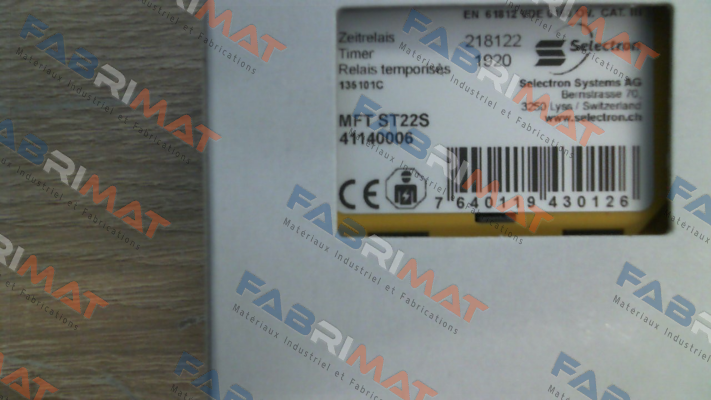 EN 61812 VDE
Zeitrelais 218122 Selectron
Timer 1920
Relais temporisés
135101C
Selectron Systems AG
Bernstrasse 70,
3250 Lyss / Switzerland
www.selectron.ch
MFT ST22S
41140006
CE
7 640119 430126
FABRIMAT
Materiaux Industriel et Fabrications